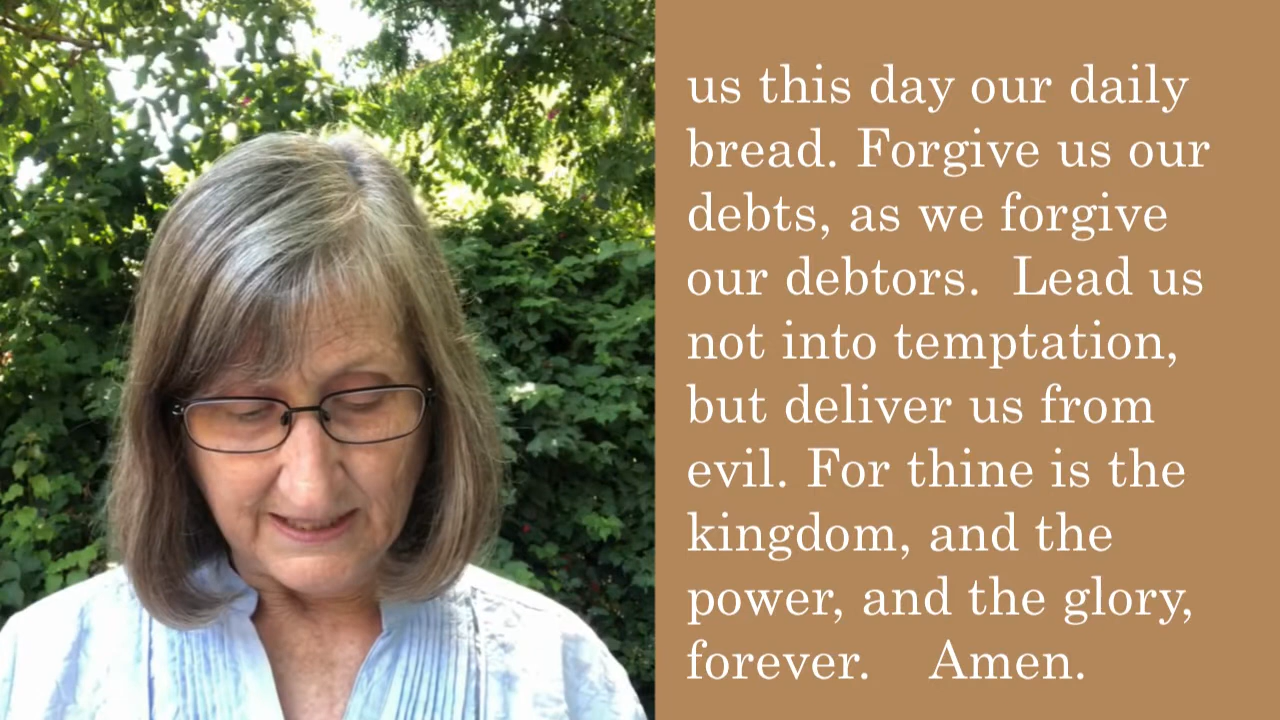 us this day our daily
bread. Forgive us our
debts, as we forgive
our debtors.  Lead us
not into temptation,
but deliver us from
evil. For thine is the
kingdom, and the
power, and the glory,
forever.    Amen.